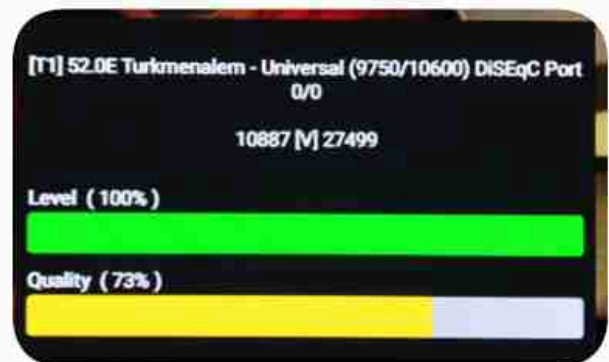 [T1] 52.0E Turkmenalem - Universal (9750/10600) DiSEqC Port
0/0
10887 [V] 27499
Level ( 100% )
Quality ( 73% )